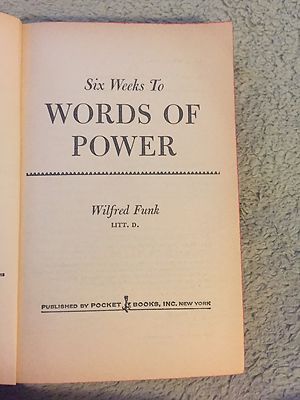 Six Weeks To
WORDS OF
POWER
Wilfred Funk
LITT. D.
PUBLISHED BY POCKET BOOKS, INC. NEW YORK